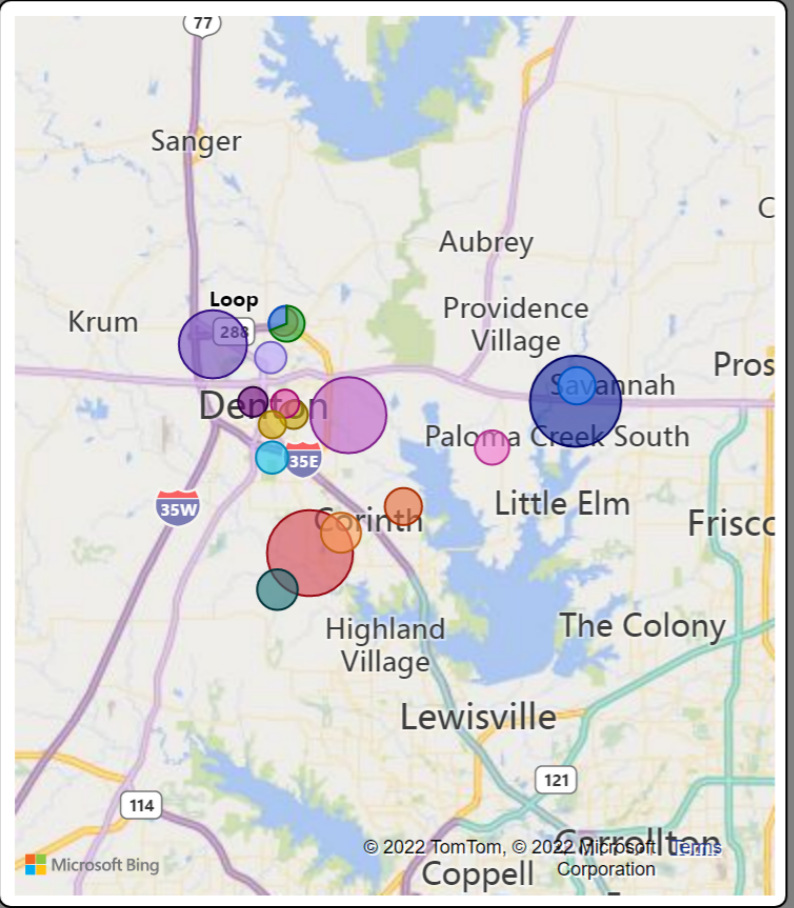 77
Sanger
C
Aubrey
Loop
Providence
Village
Krum
288
Pros
Savannah
Denton
Paloma Creek South
35E
Little Elm
35W
Corinth
Frisco
Highland
Village
The Colony
Lewisville
121
114
Carrollton
© 2022 TomTom, © 2022 Microsoft
Corporation
Terms
Microsoft Bing
Coppell